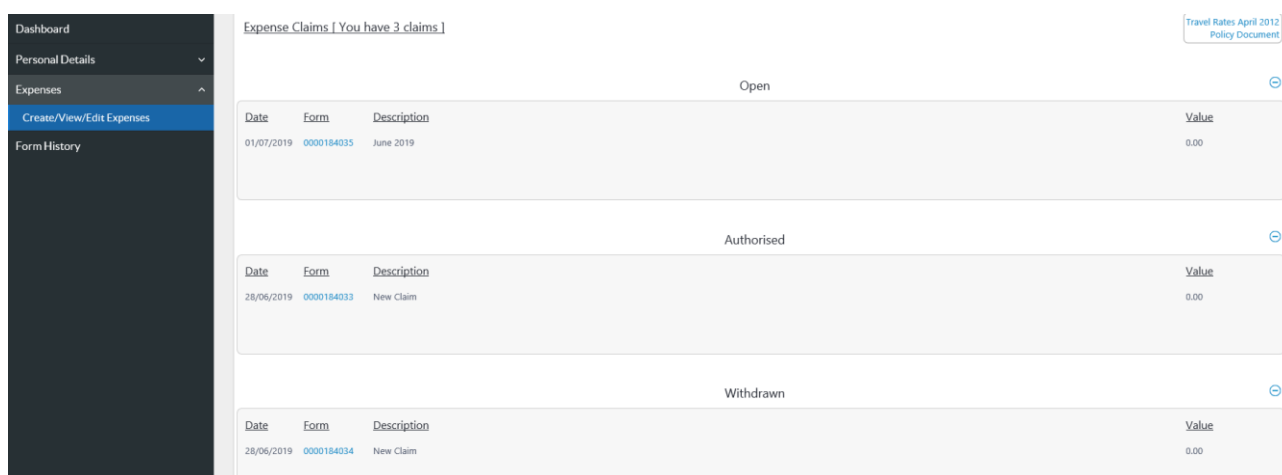 Dashboard
Personal Details
Expenses
Create/View/Edit Expenses
Form History
Expense Claims [ You have 3 claims ]
Travel Rates April 2012
Policy Document
Open
Date Form Description Value
01/07/2019 0000184035 June 2019 0.00
Authorised
Date Form Description Value
28/06/2019 0000184033 New Claim 0.00
Withdrawn
Date Form Description Value
28/06/2019 0000184034 New Claim 0.00